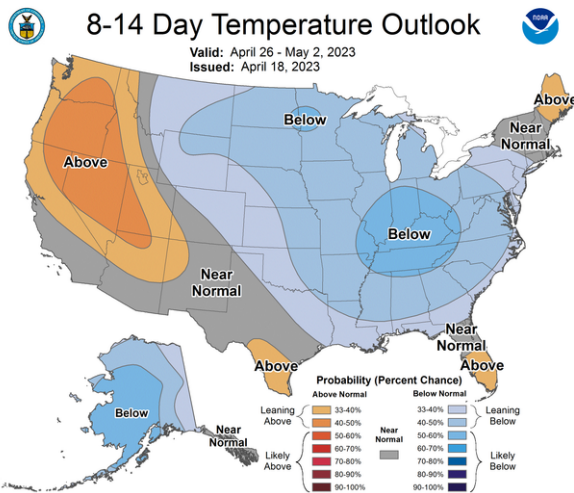 8-14 Day Temperature Outlook
Valid: April 26 - May 2, 2023
Issued: April 18, 2023
NOAA
Above
Below
Above
Near
Normal
Below
Near
Normal
Above
Near
Normal
Above
Below
Near
Normal
Probability (Percent Chance)
Above Normal
Below Normal
Leaning
Above
33-40%
40-50%
Likely
Above
50-60%
60-70%
70-80%
80-90%
90-100%
Near
Normal
33-40%
40-50%
Leaning
Below
50-60%
60-70%
70-80%
80-90%
90-100%
Likely
Below